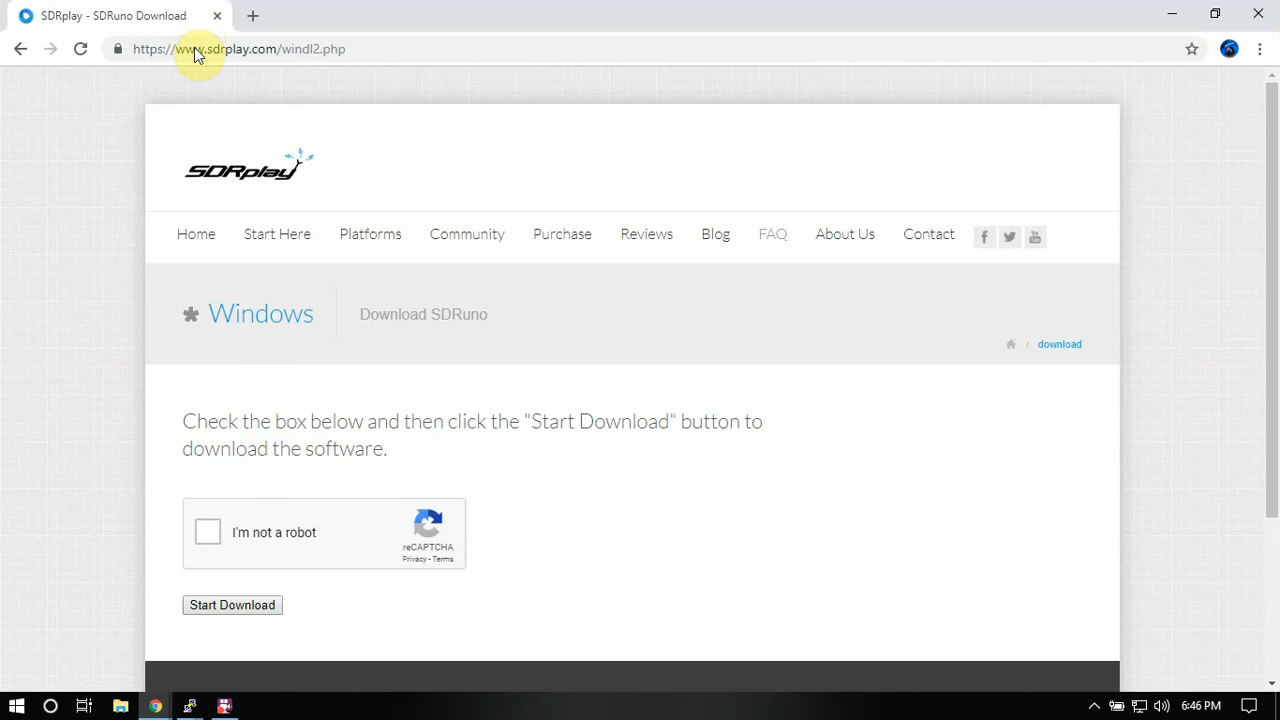 SDRplay - SDRuno Download
https://www.sdrplay.com/windl2.php
SDRplay
Home Start Here Platforms Community Purchase Reviews Blog FAQ About Us Contact
Windows Download SDRuno
/ download
Check the box below and then click the "Start Download" button to
download the software.
I'm not a robot
reCAPTCHA
Privacy - Terms
Start Download
6:46 PM